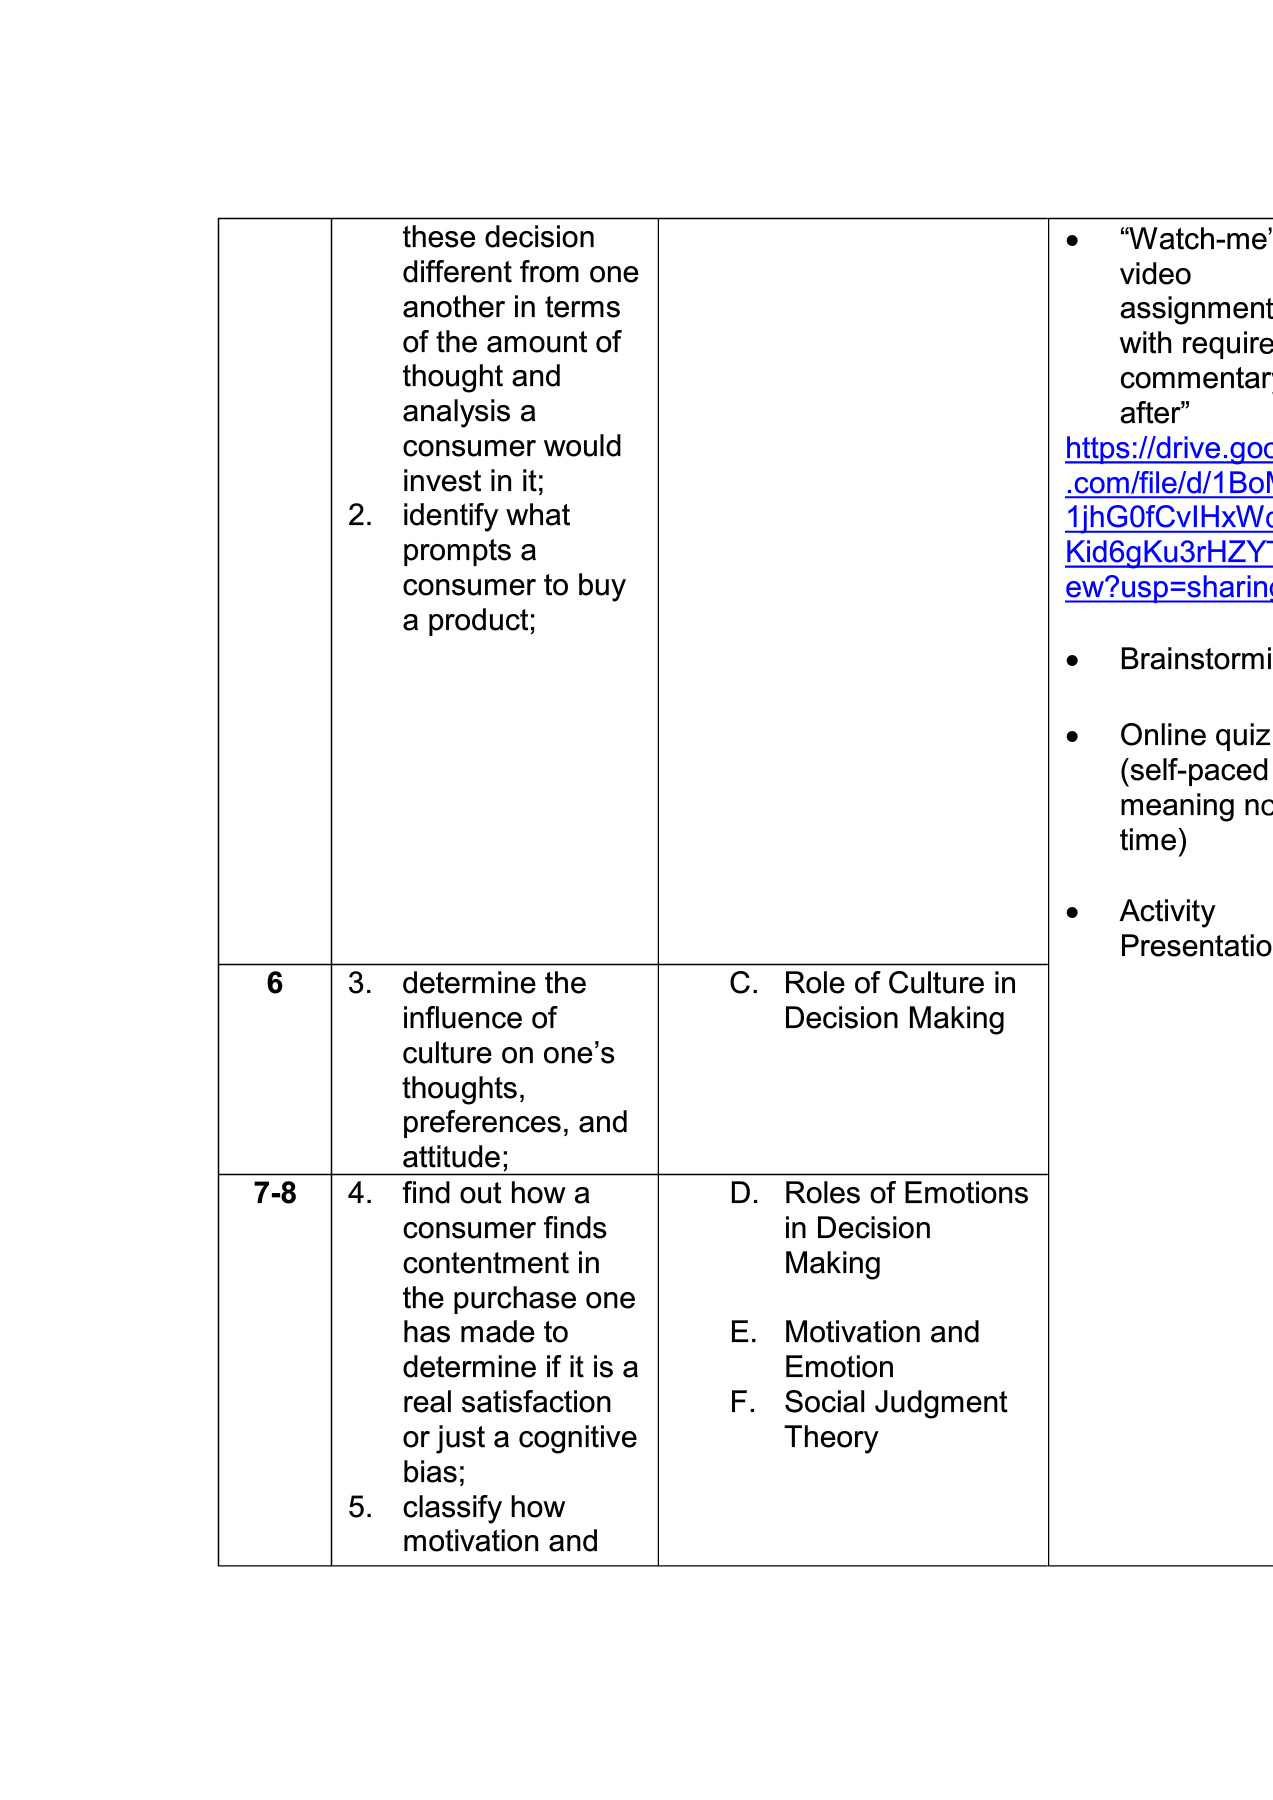 these decision
different from one
another in terms
of the amount of
thought and
analysis a
consumer would
invest in it;
2. identify what
prompts a
consumer to buy
a product;
• “Watch-me”
video
assignment
with
commentary
after”
https://drive.goo
.com/file/d/1Bo
1jhG0fCvIHxW
Kid6gKu3rHZY
ew?usp=sharing
•
• Online quiz
(self-paced
meaning
time)
• Activity
6
3. determine the
influence of
culture on one’s
thoughts,
preferences, and
attitude;
C. Role of Culture in
Decision Making
7-8
4. find out how a
consumer finds
contentment in
the purchase one
has made to
determine if it is a
real satisfaction
or just a cognitive
bias;
5. classify how
motivation and
D. Roles of Emotions
in Decision
Making
E. Motivation and
Emotion
F. Social Judgment
Theory